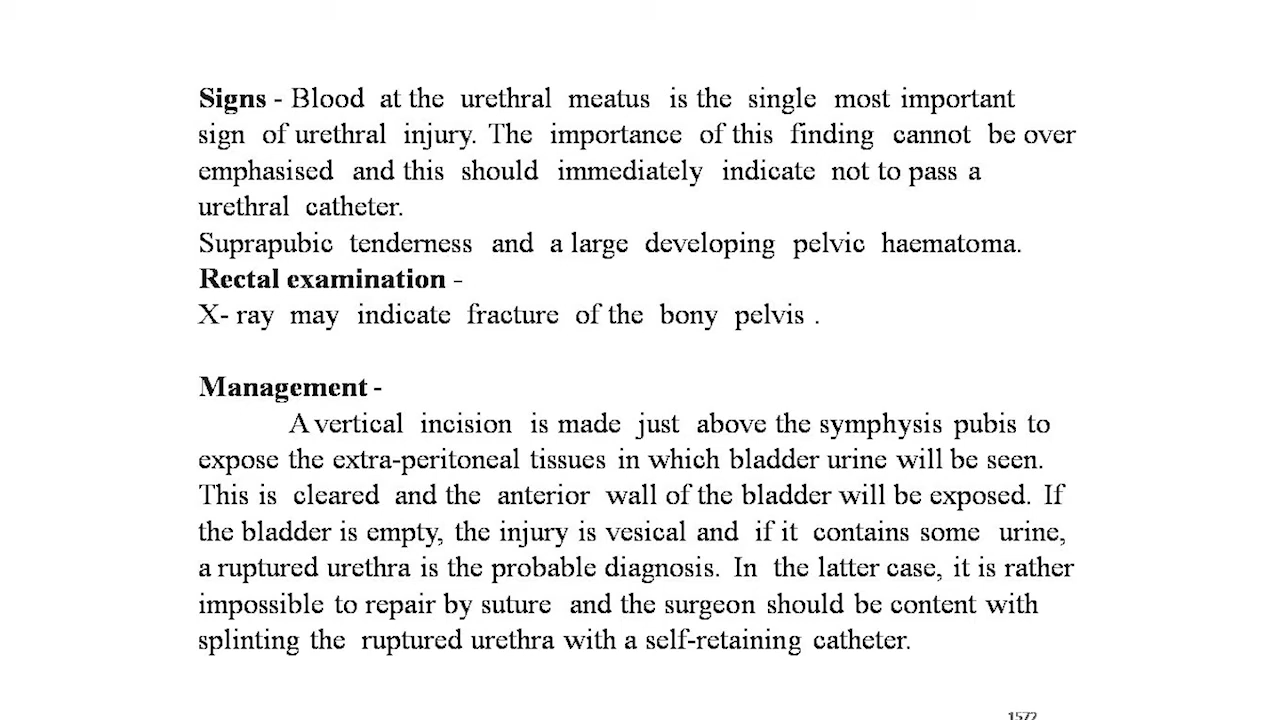 Signs - Blood at the urethral meatus is the single most important
sign of urethral injury. The importance of this finding cannot be over
emphasised and this should immediately indicate not to pass a
urethral catheter.
Suprapubic tenderness and a large developing pelvic haematoma.
Rectal examination -
X- ray may indicate fracture of the bony pelvis .
Management -
A vertical incision is made just above the symphysis pubis to
expose the extra-peritoneal tissues in which bladder urine will be seen.
This is cleared and the anterior wall of the bladder will be exposed. If
the bladder is empty, the injury is vesical and if it contains some urine,
a ruptured urethra is the probable diagnosis. In the latter case, it is rather
impossible to repair by suture and the surgeon should be content with
splinting the ruptured urethra with a self-retaining catheter.
1572